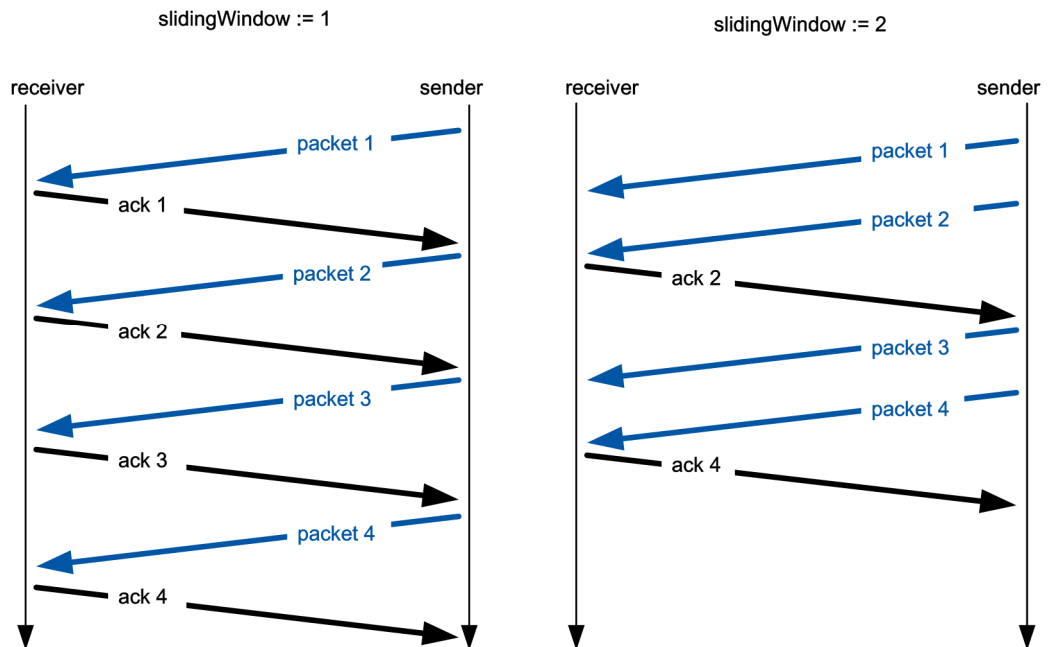 slidingWindow := 1
receiver
sender
packet 1
ack 1
packet 2
ack 2
packet 3
ack 3
packet 4
ack 4
slidingWindow := 2
receiver
sender
packet 1
packet 2
ack 2
packet 3
packet 4
ack 4